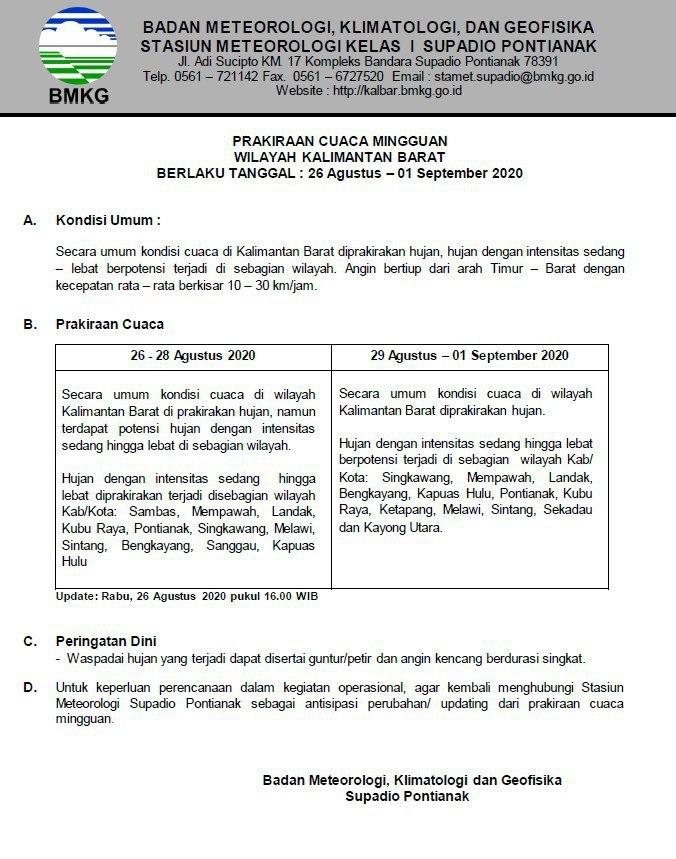 BMKG
BADAN METEOROLOGI, KLIMATOLOGI, DAN GEOFISIKA
STASIUN METEOROLOGI KELAS I SUPADIO PONTIANAK
Jl. Adi Sucipto KM. 17 Kompleks Bandara Supadio Pontianak 78391
Telp. 0561 – 721142 Fax. 0561 – 6727520 Email : stamet.supadio@bmkg.go.id
Website : http://kalbar.bmkg.go.id
PRAKIRAAN CUACA MINGGUAN
WILAYAH KALIMANTAN BARAT
BERLAKU TANGGAL : 26 Agustus – 01 September 2020
A. Kondisi Umum :
Secara umum kondisi cuaca di Kalimantan Barat diprakirakan hujan, hujan dengan intensitas sedang
– lebat berpotensi terjadi di sebagian wilayah. Angin bertiup dari arah Timur – Barat dengan
kecepatan rata – rata berkisar 10 – 30 km/jam.
B. Prakiraan Cuaca
26 - 28 Agustus 2020
Secara umum kondisi cuaca di wilayah
Kalimantan Barat di prakirakan hujan, namun
terdapat potensi hujan dengan intensitas
sedang hingga lebat di sebagian wilayah.
Hujan dengan intensitas sedang hingga
lebat diprakirakan terjadi disebagian wilayah
Kab/Kota: Sambas, Mempawah, Landak,
Kubu Raya, Pontianak, Singkawang, Melawi,
Sintang, Bengkayang, Sanggau, Kapuas
Hulu
29 Agustus – 01 September 2020
Secara umum kondisi cuaca di wilayah
Kalimantan Barat diprakirakan hujan.
Hujan dengan intensitas sedang hingga lebat
berpotensi terjadi di sebagian wilayah Kab/
Kota: Singkawang, Mempawah, Landak,
Bengkayang, Kapuas Hulu, Pontianak, Kubu
Raya, Ketapang, Melawi, Sintang, Sekadau
dan Kayong Utara.
Update: Rabu, 26 Agustus 2020 pukul 16.00 WIB
C. Peringatan Dini
- Waspadai hujan yang terjadi dapat disertai guntur/petir dan angin kencang berdurasi singkat.
D. Untuk keperluan perencanaan dalam kegiatan operasional, agar kembali menghubungi Stasiun
Meteorologi Supadio Pontianak sebagai antisipasi perubahan/ updating dari prakiraan cuaca
mingguan.
Badan Meteorologi, Klimatologi dan Geofisika
Supadio Pontianak